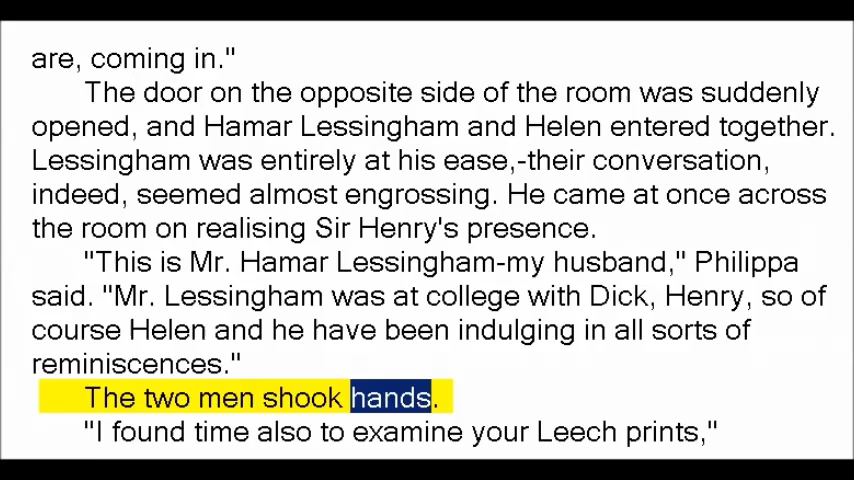 are, coming in."
The door on the opposite side of the room was suddenly
opened, and Hamar Lessingham and Helen entered together.
Lessingham was entirely at his ease,-their conversation,
indeed, seemed almost engrossing. He came at once across
the room on realising Sir Henry's presence.
"This is Mr. Hamar Lessingham-my husband," Philippa
said. "Mr. Lessingham was at college with Dick, Henry, so of
course Helen and he have been indulging in all sorts of
reminiscences."
The two men shook hands.
"I found time also to examine your Leech prints,"